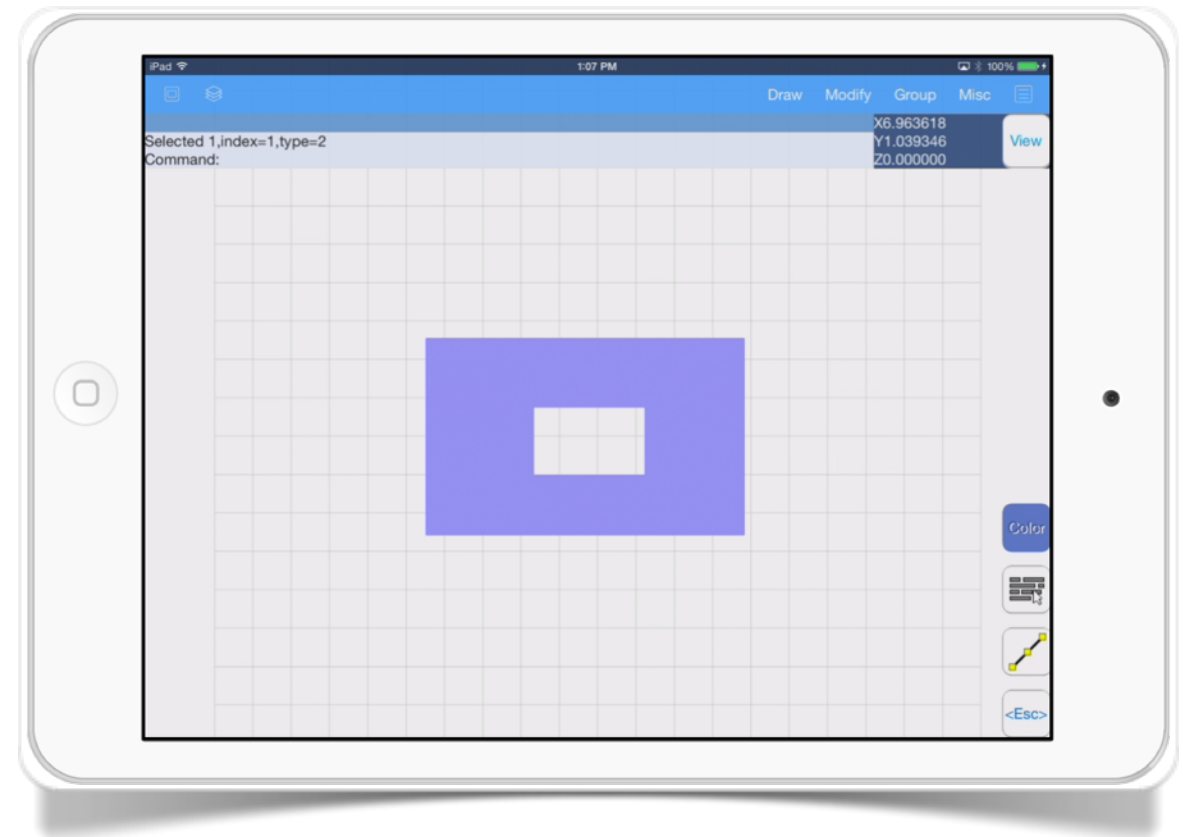 iPad 1:07 PM 100%
Draw Modify Group Misc
X6.963618
Selected 1,index=1,type=2 Y1.039346 View
Command: Z0.000000
Color
<Esc>